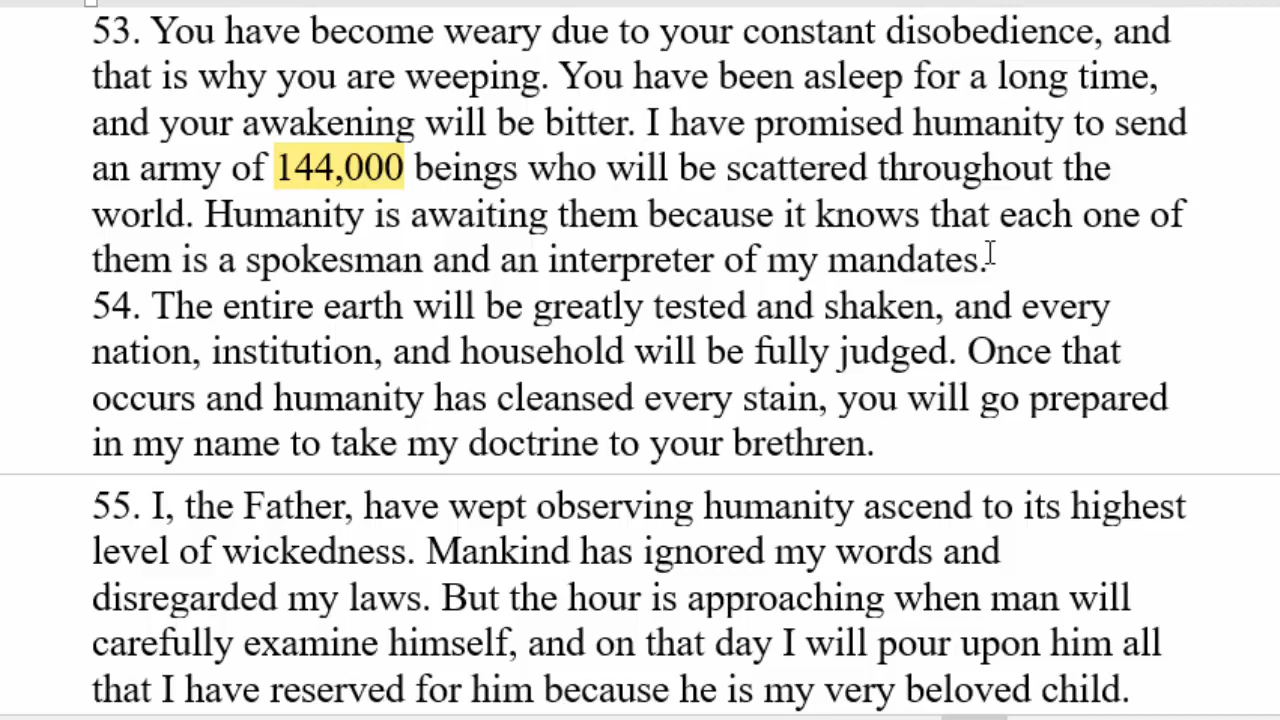 53. You have become weary due to your constant disobedience, and
that is why you are weeping. You have been asleep for a long time,
and your awakening will be bitter. I have promised humanity to send
an army of 144,000 beings who will be scattered throughout the
world. Humanity is awaiting them because it knows that each one of
them is a spokesman and an interpreter of my mandates.
54. The entire earth will be greatly tested and shaken, and every
nation, institution, and household will be fully judged. Once that
occurs and humanity has cleansed every stain, you will go prepared
in my name to take my doctrine to your brethren.
55. I, the Father, have wept observing humanity ascend to its highest
level of wickedness. Mankind has ignored my words and
disregarded my laws. But the hour is approaching when man will
carefully examine himself, and on that day I will pour upon him all
that I have reserved for him because he is my very beloved child.